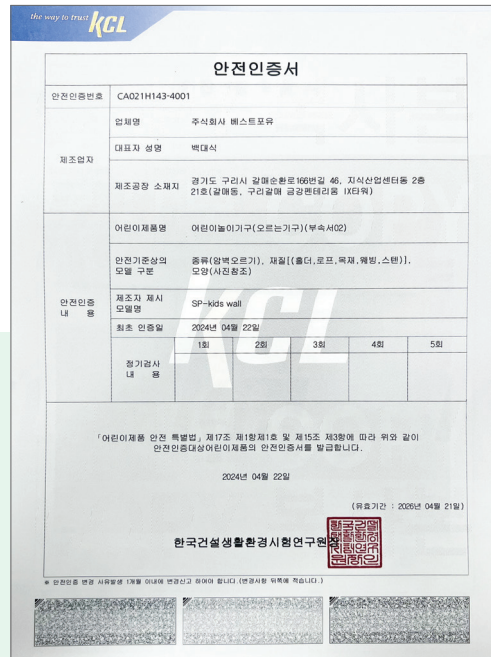 the way to trust KCL
안전인증서
안전인증번호 CA021H143-4001
제조업자
업체명 주식회사 베스트포유
대표자 성명 백대식
제조공장 소재지 경기도 구리시 갈매순환로166번길 46, 지식산업센터동 2층
21호(갈매동, 구리갈매 금강펜테리움 IX타워)
안전인증
내 용
어린이제품명 어린이놀이기구(오르는기구)(부속서02)
안전기준상의
모델 구분
종류(암벽오르기), 재질[(홀더,로프,목재,웨빙,스텐)],
모양(사진참조)
제조자 제시
모델명
SP-kids wall
최초 인증일 2024년 04월 22일
정기검사
내 용
1회 2회 3회 4회 5회
KCL
「어린이제품 안전 특별법」 제17조 제1항제1호 및 제15조 제3항에 따라 위와 같이
안전인증대상어린이제품의 안전인증서를 발급합니다.
2024년 04월 22일
(유효기간 : 2026년 04월 21일)
한국건설생활환경시험연구원장
※ 안전인증 변경 사유발생 1개월 이내에 변경신고 하여야 합니다.(변경사항 뒤쪽에 적습니다.)